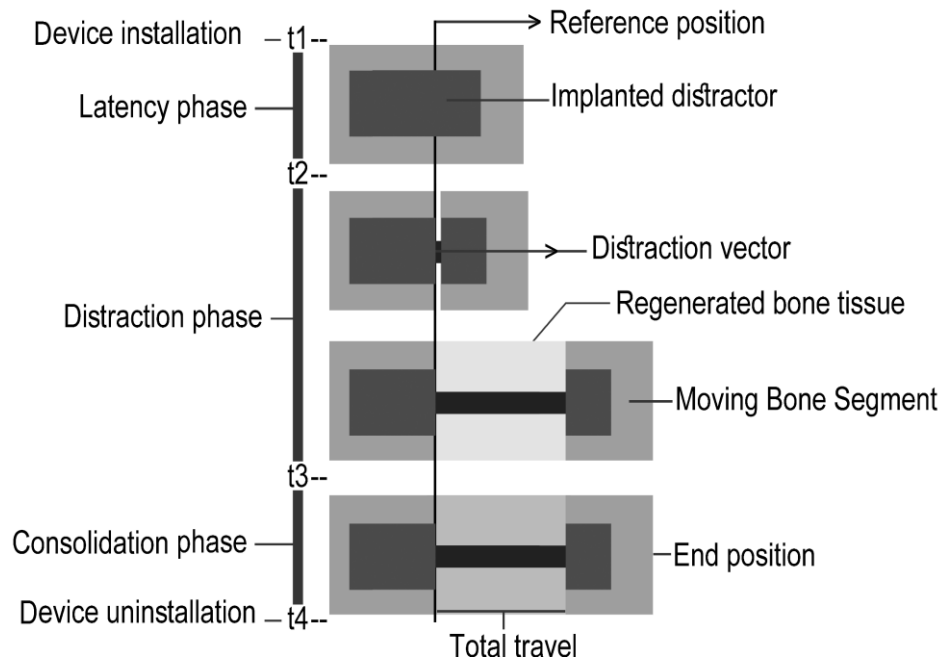 Device installation
t1--
Reference position
Latency phase
Implanted distractor
t2--
Distraction vector
Distraction phase
Regenerated bone tissue
Moving Bone Segment
t3--
Consolidation phase
End position
Device uninstallation
t4--
Total travel